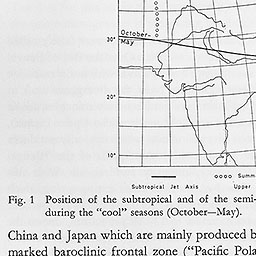 October—
May
30°
20°
10°
Summ
Subtropical Jet Axis Upper
Fig. 1 Position of the subtropical and of the semi-
during the “cool” seasons (October—May).
China and Japan which are mainly produced b
marked baroclinic frontal zone (“Pacific Pola